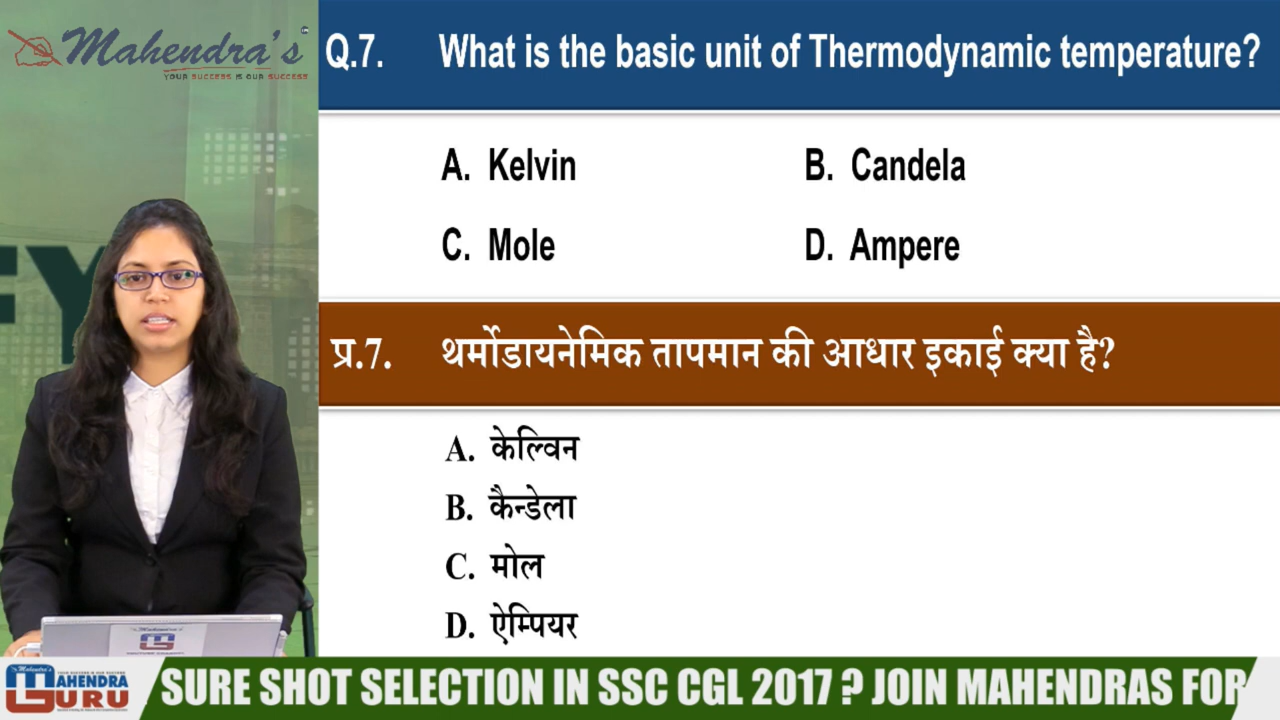 Mahendra's
YOUR SUCCESS IS OUR SUCCESS
Q.7. What is the basic unit of Thermodynamic temperature?
A. Kelvin B. Candela
C. Mole D. Ampere
प्र.7. थर्मोडायनेमिक तापमान की आधार इकाई क्या है?
A. केल्विन
B. कैन्डेला
C. मोल
D. ऐम्पियर
FY
Mahendra's
MAHENDRA
GURU
SURE SHOT SELECTION IN SSC CGL 2017 ? JOIN MAHENDRAS FOR